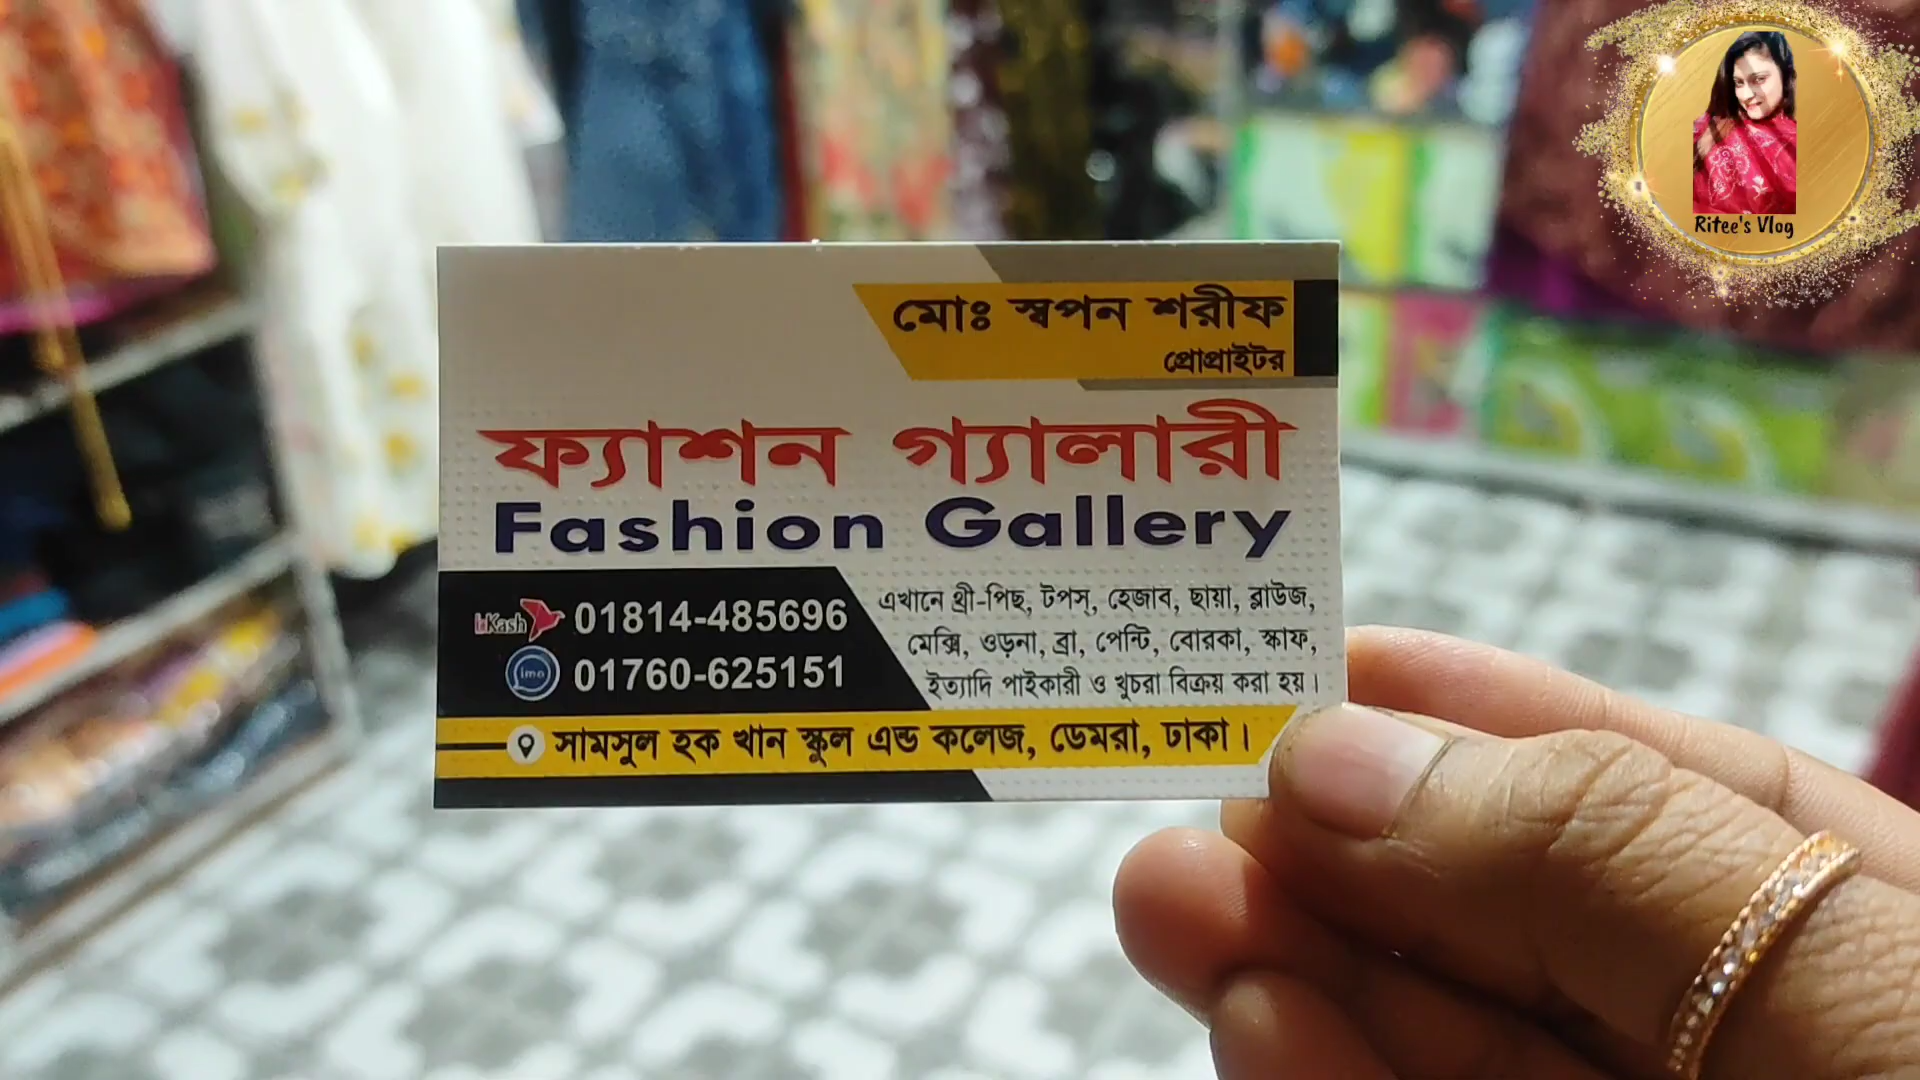 Ritee's Vlog
মোঃ স্বপন শরীফ
প্রোপ্রাইটর
ফ্যাশন গ্যালারী
Fashion Gallery
bKash 01814-485696
imo 01760-625151
এখানে থ্রী-পিছ, টপস্, হেজাব, ছায়া, ব্লাউজ,
মেক্সি, ওড়না, ব্রা, পেন্টি, বোরকা, স্কাফ,
ইত্যাদি পাইকারী ও খুচরা বিক্রয় করা হয়।
সামসুল হক খান স্কুল এন্ড কলেজ, ডেমরা, ঢাকা।